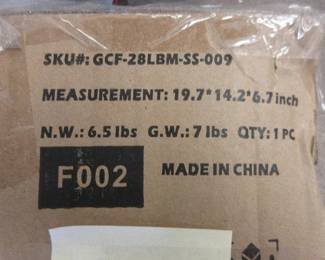 SKU#: GCF-28LBM-SS-009
MEASUREMENT: 19.7*14.2*6.7 inch
N.W.: 6.5 lbs G.W.: 7 lbs QTY: 1 PC
F002 MADE IN CHINA